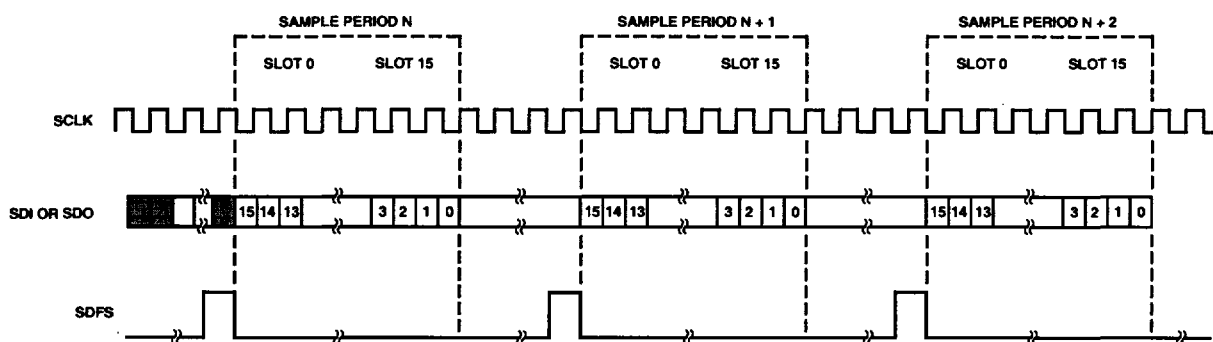 SAMPLE PERIOD N SAMPLE PERIOD N + 1 SAMPLE PERIOD N + 2
SLOT 0 SLOT 15 SLOT 0 SLOT 15 SLOT 0 SLOT 15
SCLK
SDI OR SDO 15 14 13 3 2 1 0 15 14 13 3 2 1 0 15 14 13 3 2 1 0
SDFS